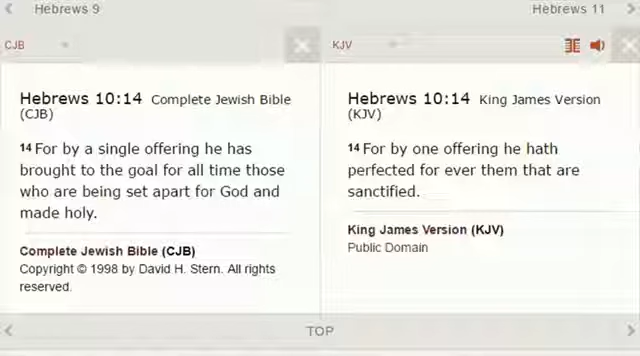 Hebrews 9
Hebrews 11
CJB
Hebrews 10:14 Complete Jewish Bible
(CJB)
14 For by a single offering he has
brought to the goal for all time those
who are being set apart for God and
made holy.
Complete Jewish Bible (CJB)
Copyright © 1998 by David H. Stern. All rights
reserved.
KJV
Hebrews 10:14 King James Version
(KJV)
14 For by one offering he hath
perfected for ever them that are
sanctified.
King James Version (KJV)
Public Domain
TOP